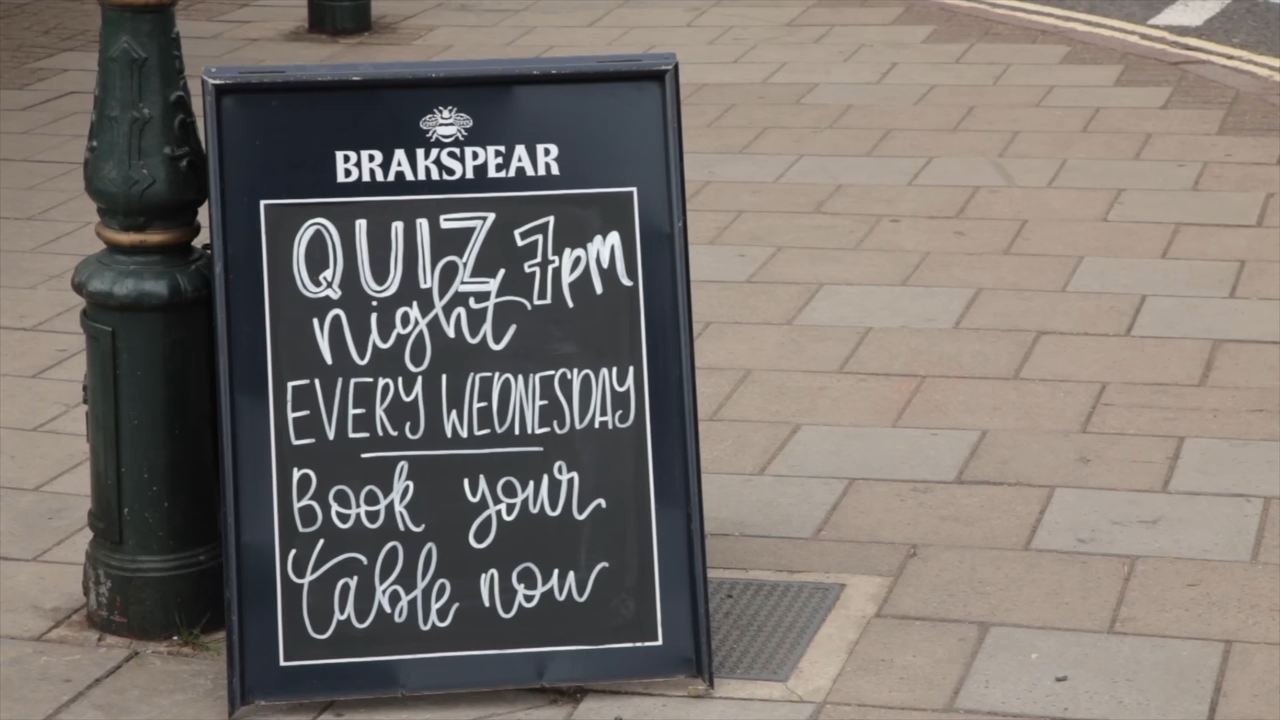 BRAKSPEAR
QUIZ 7pm
night
EVERY WEDNESDAY
Book your
table now